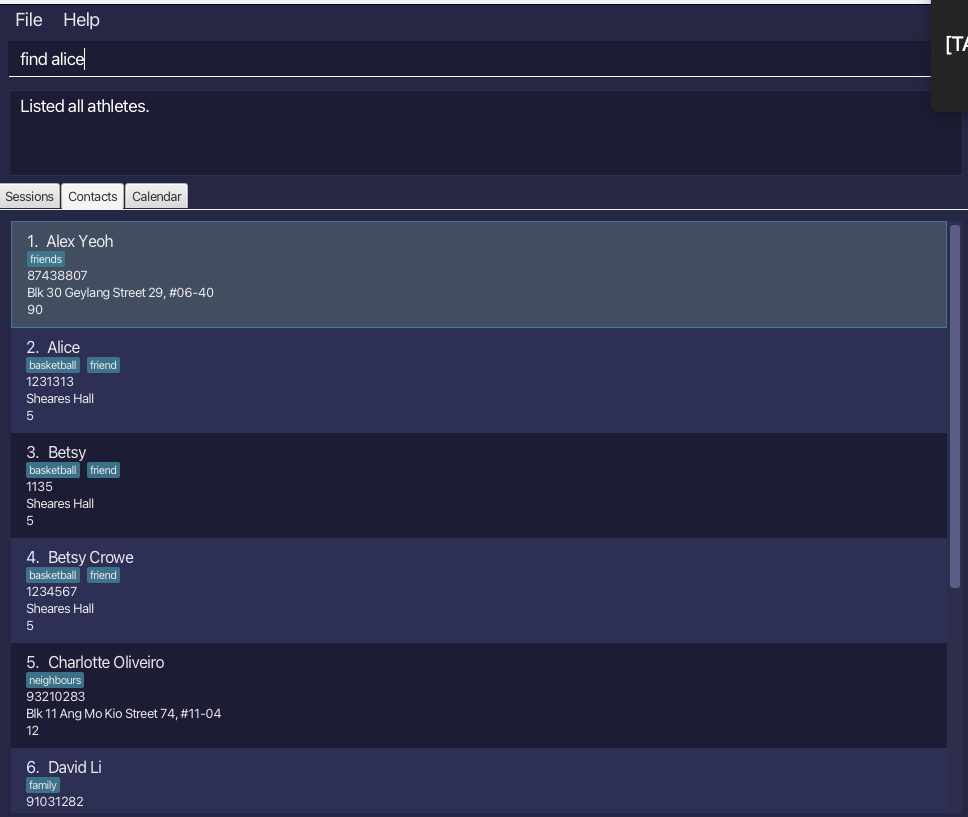 File Help
[TA
find alice
Listed all athletes.
Sessions Contacts Calendar
1. Alex Yeoh
friends
87438807
Blk 30 Geylang Street 29, #06-40
90
2. Alice
basketball friend
1231313
Sheares Hall
5
3. Betsy
basketball friend
1135
Sheares Hall
5
4. Betsy Crowe
basketball friend
1234567
Sheares Hall
5
5. Charlotte Oliveiro
neighbours
93210283
Blk 11 Ang Mo Kio Street 74, #11-04
12
6. David Li
family
91031282